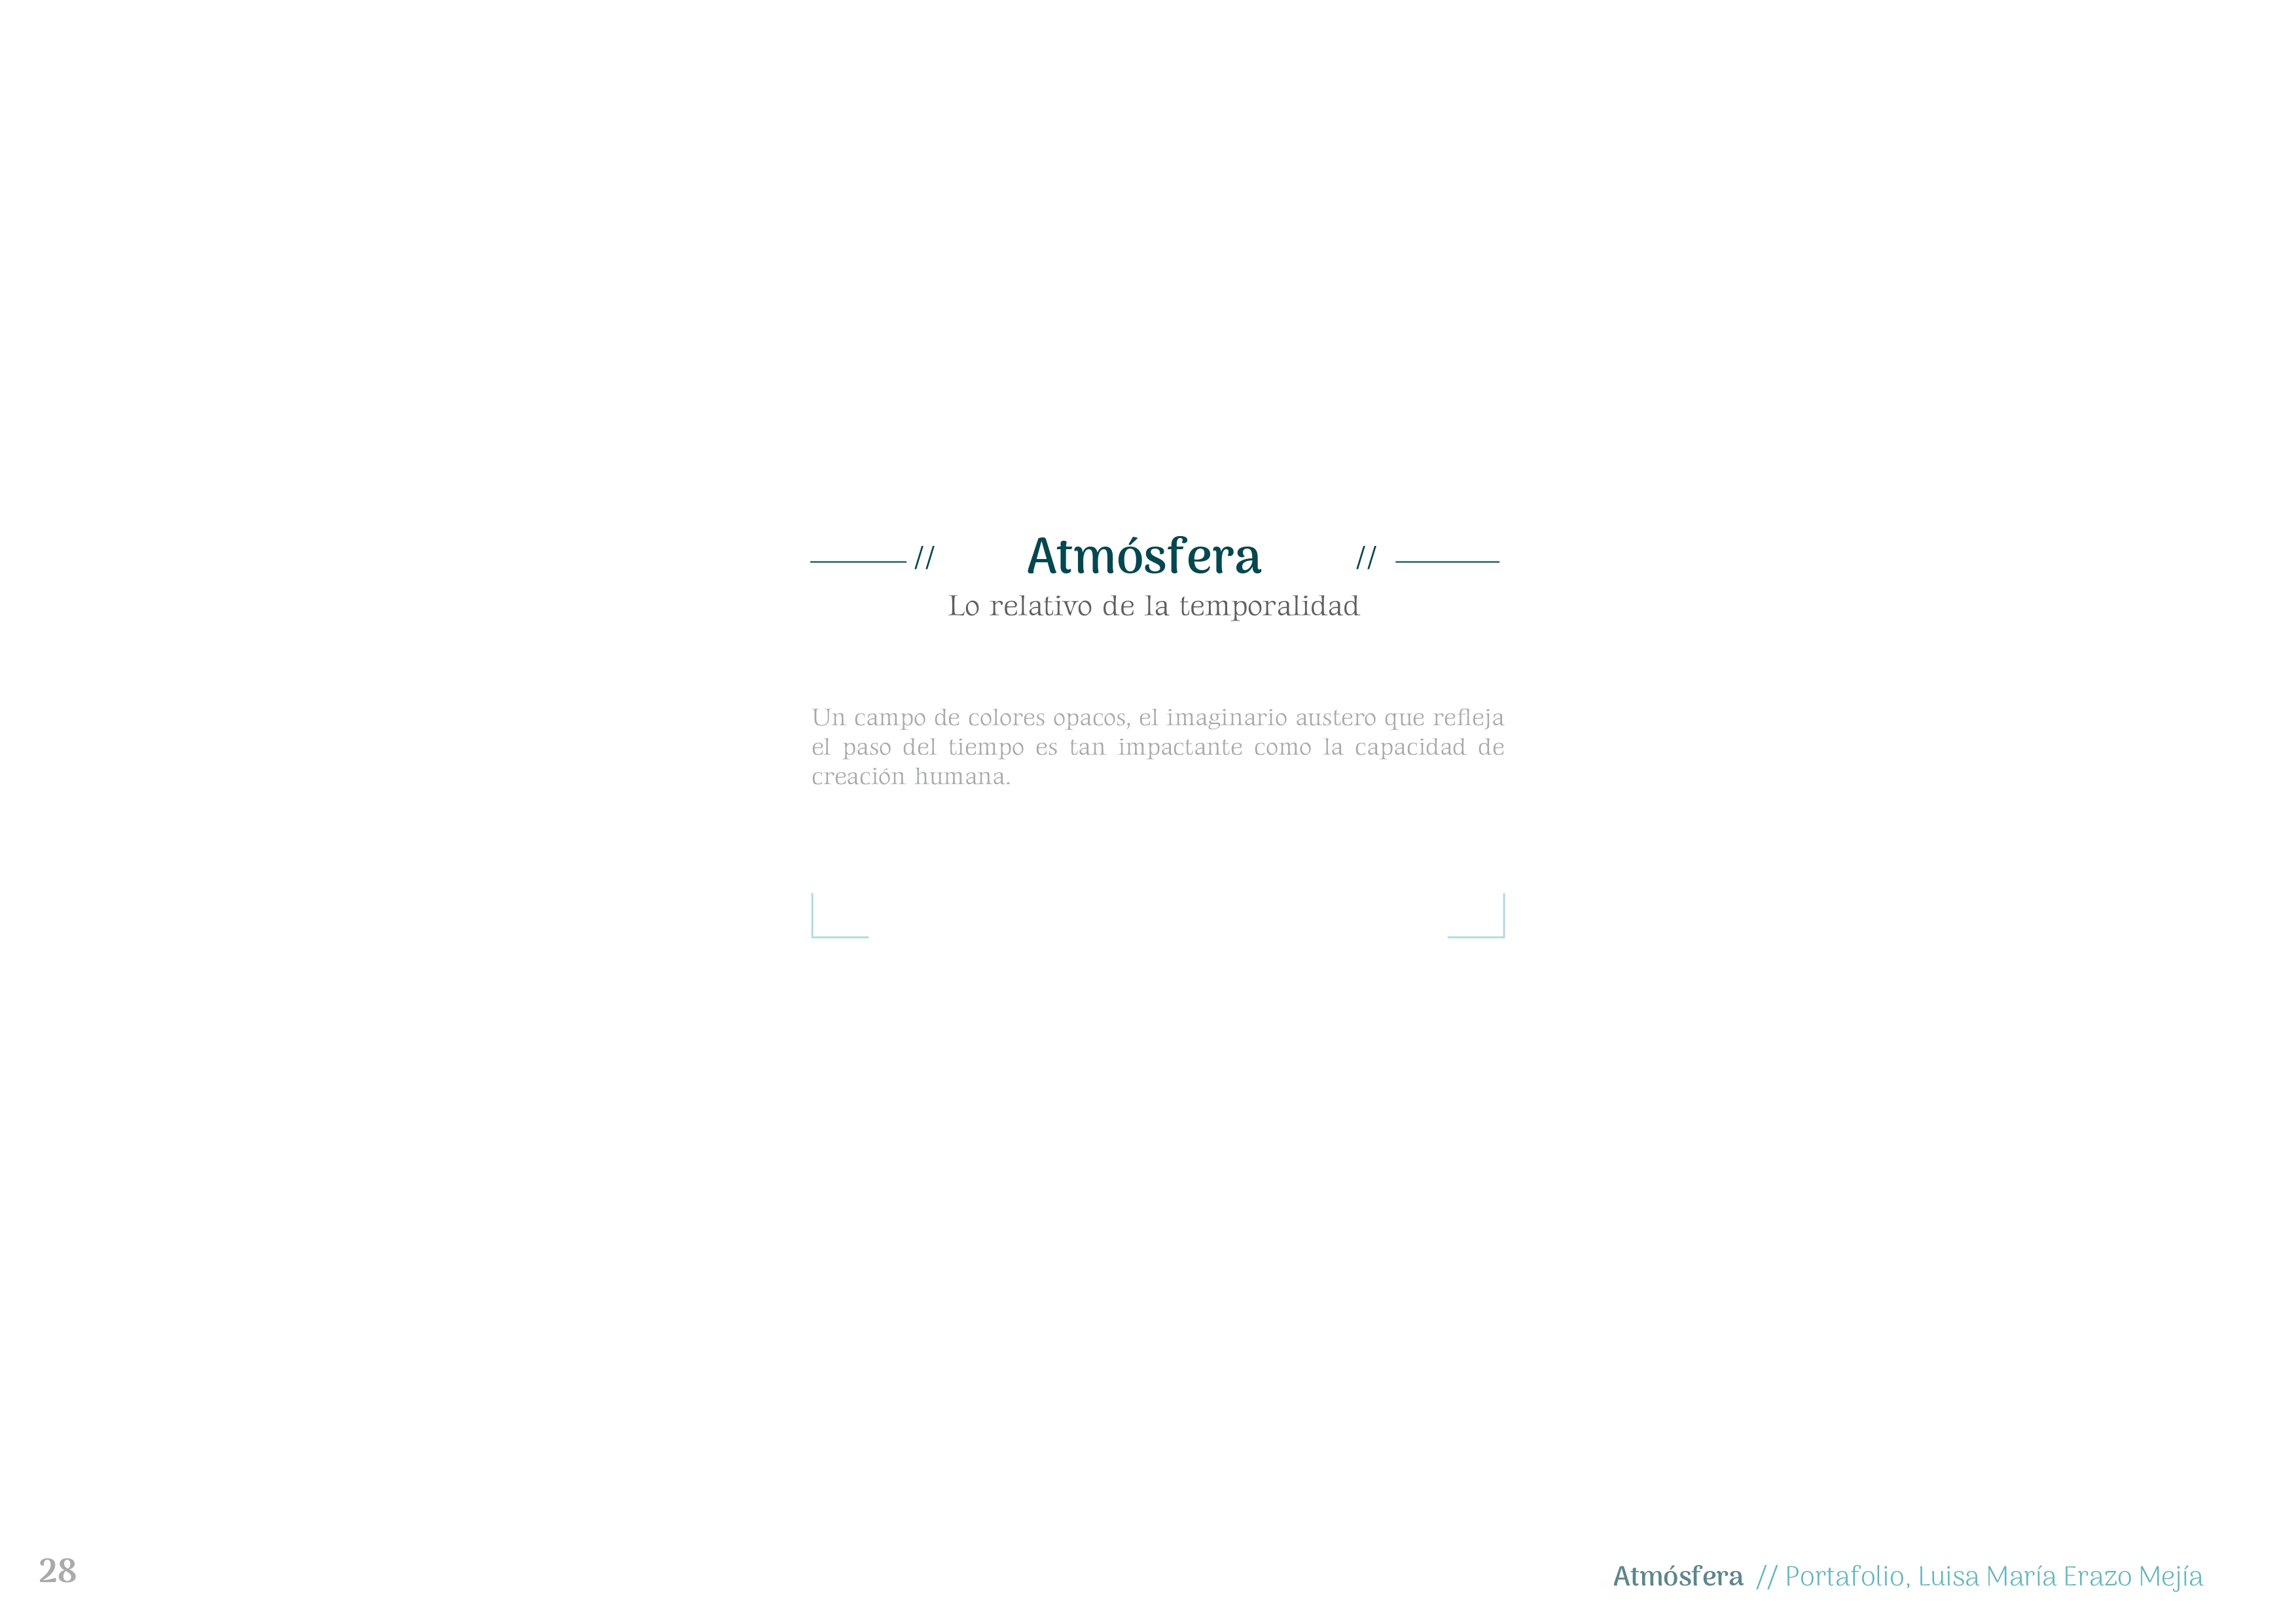 // Atmósfera //
Lo relativo de la temporalidad
Un campo de colores opacos, el imaginario austero que refleja
el paso del tiempo es tan impactante como la capacidad de
creación humana.
28
Atmósfera // Portafolio, Luisa María Erazo Mejía